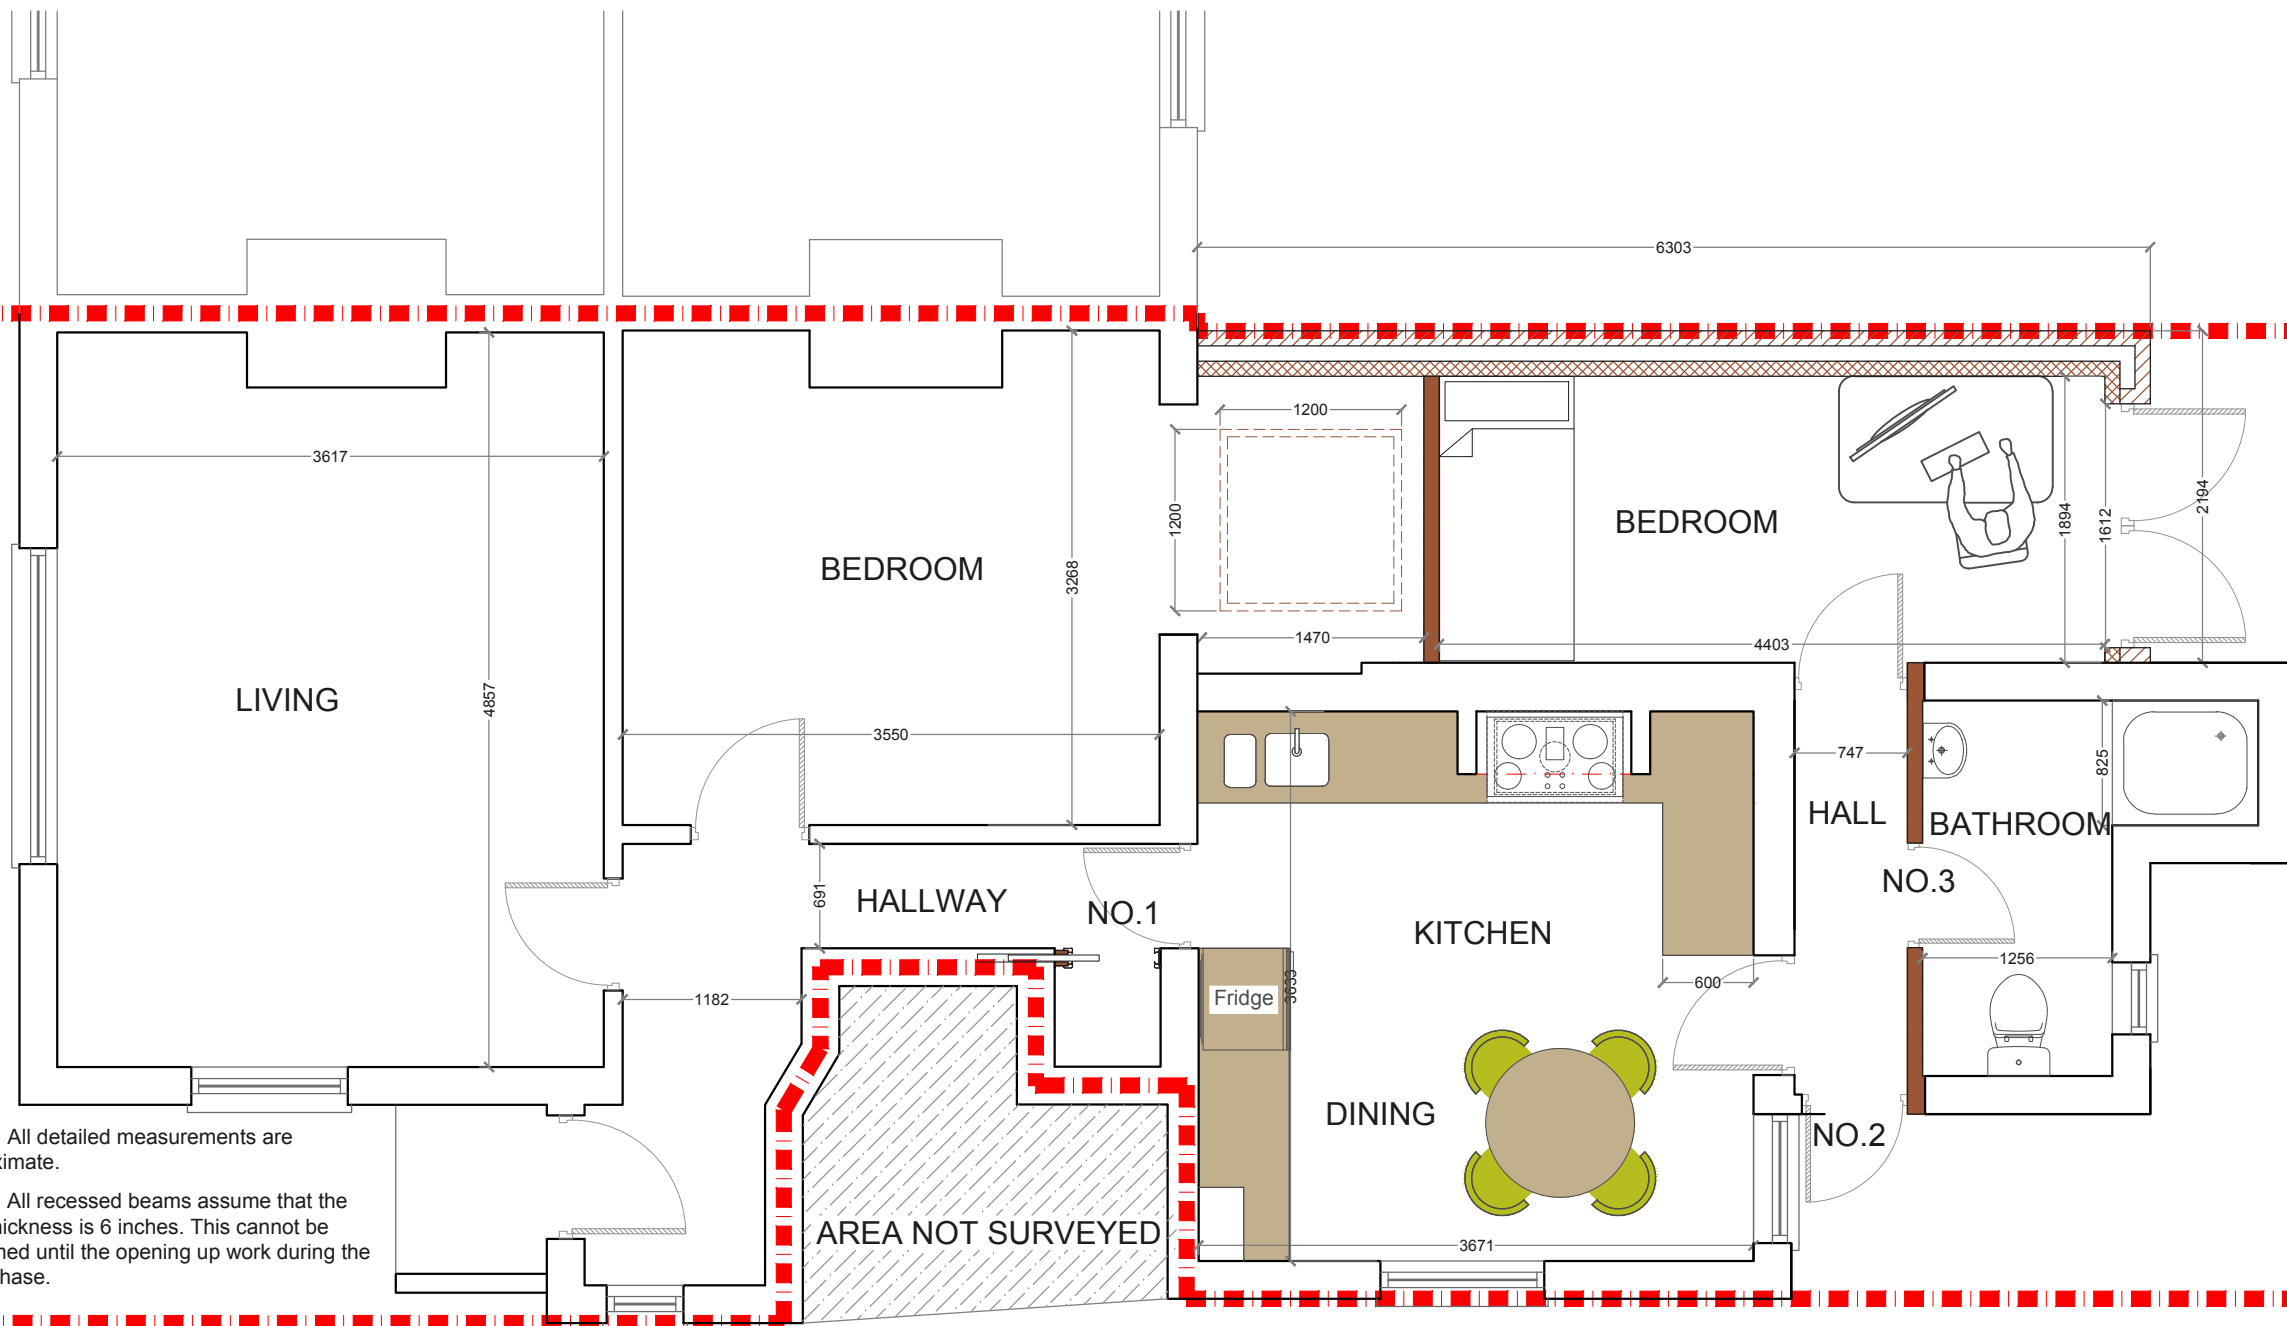 6303
1200
3617
1200
BEDROOM
1894
1612
2194
BEDROOM
3268
1470
4403
LIVING
4857
3550
747
825
HALL
BATHROOM
691
HALLWAY
NO.1
NO.3
KITCHEN
1256
600
Fridge
3633
1182
DINING
NO.2
All detailed measurements are
ximate.
All recessed beams assume that the
hickness is 6 inches. This cannot be
ned until the opening up work during the
hase.
AREA NOT SURVEYED
3671